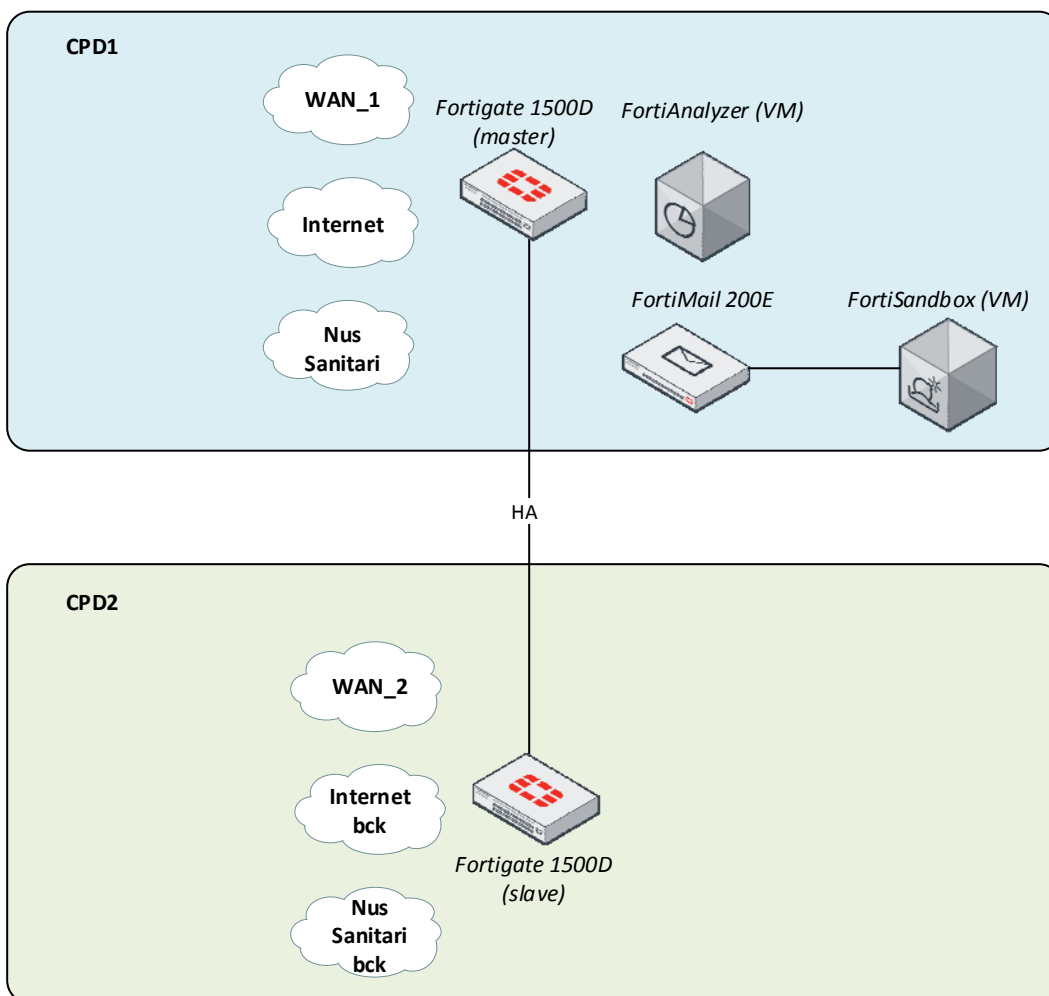 CPD1
WAN_1
Fortigate 1500D
(master)
FortiAnalyzer (VM)
Internet
FortiMail 200E
FortiSandbox (VM)
Nus
Sanitari
HA
CPD2
WAN_2
Internet
bck
Fortigate 1500D
(slave)
Nus
Sanitari
bck